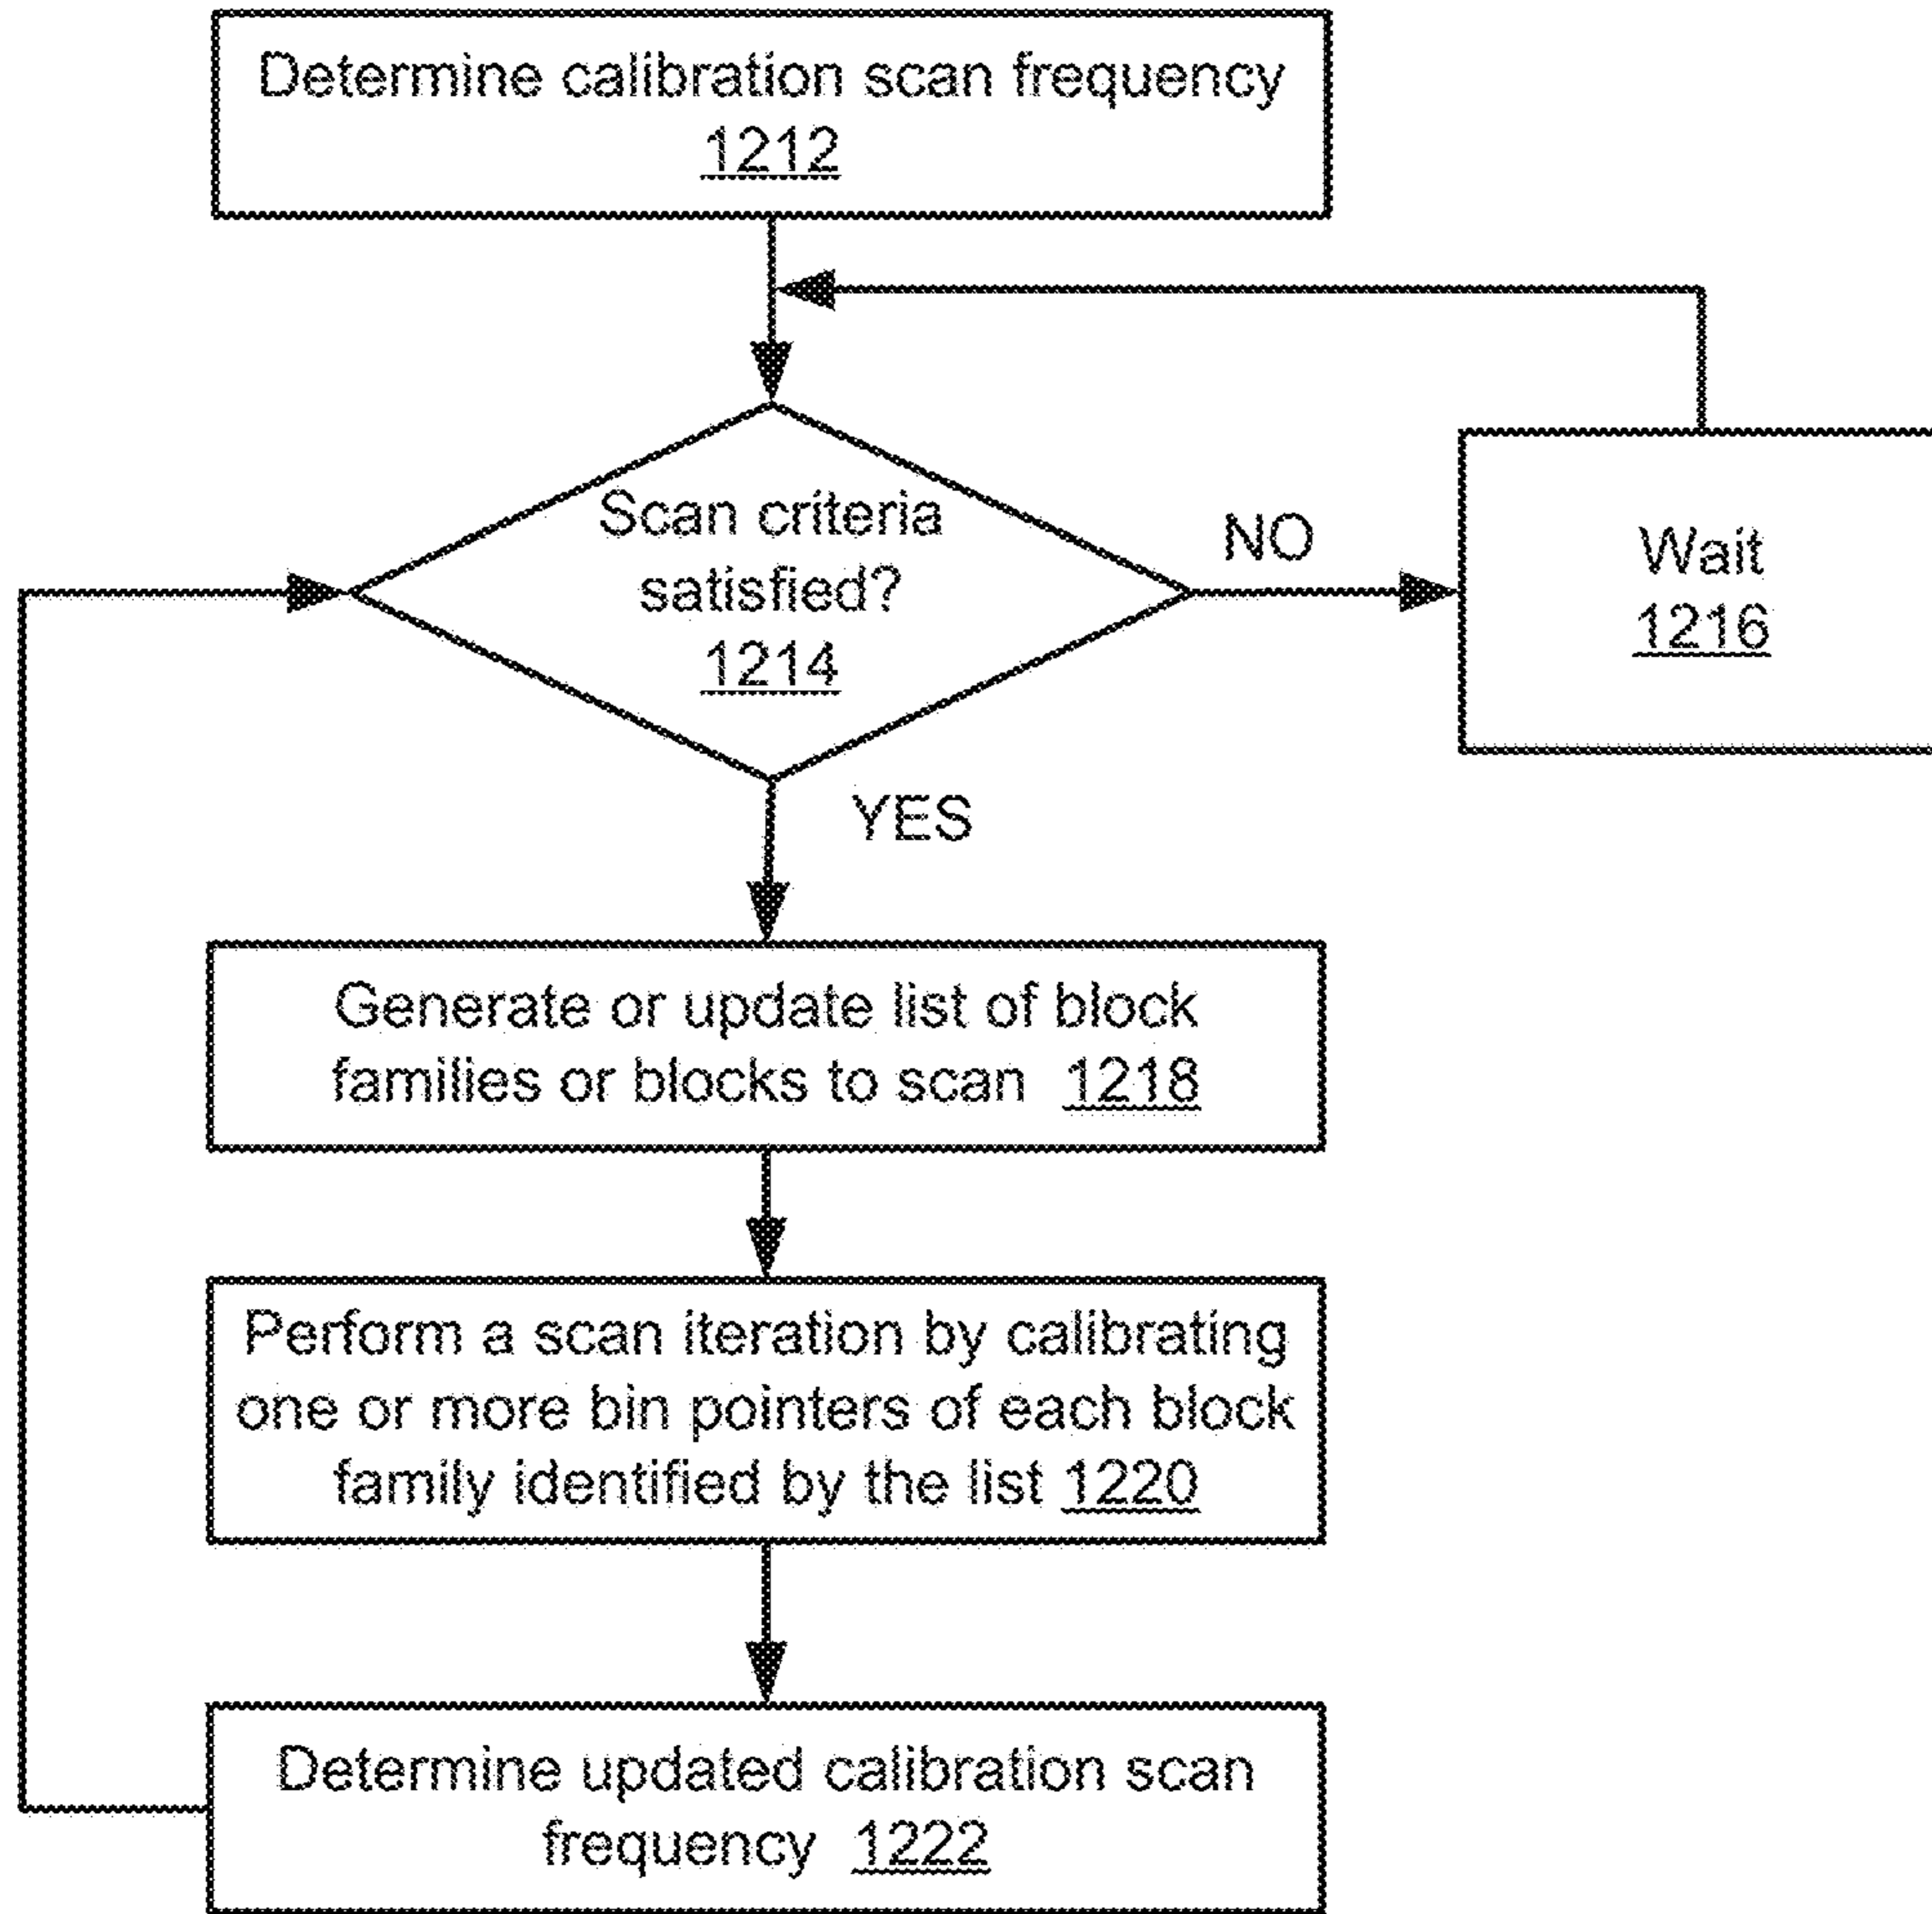 Determine calibration scan frequency
1212
Scan criteria
satisfied?
1214
NO
Wait
1216
YES
Generate or update list of block
families or blocks to scan 1218
Perform a scan iteration by calibrating
one or more bin pointers of each block
family identified by the list 1220
Determine updated calibration scan
frequency 1222